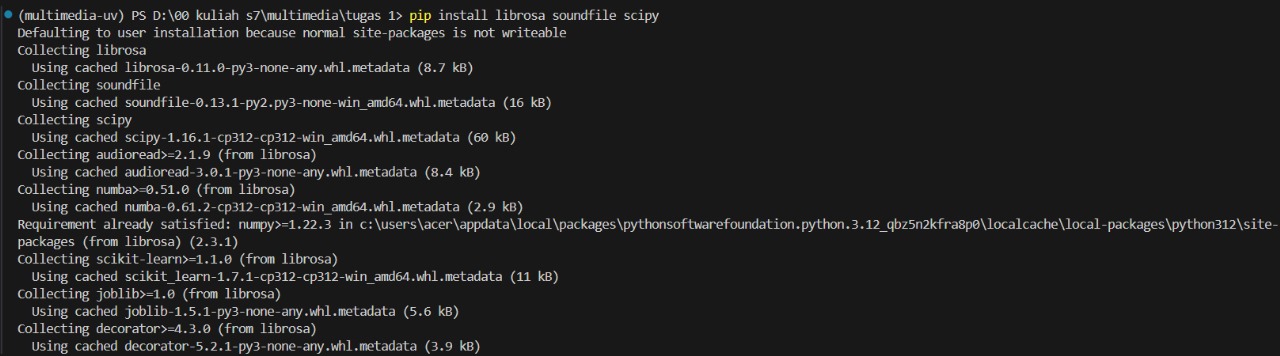 (multimedia-uv) PS D:\00 kuliah s7\multimedia\tugas 1> pip install librosa soundfile scipy
Defaulting to user installation because normal site-packages is not writeable
Collecting librosa
  Using cached librosa-0.11.0-py3-none-any.whl.metadata (8.7 kB)
Collecting soundfile
  Using cached soundfile-0.13.1-py2.py3-none-win_amd64.whl.metadata (16 kB)
Collecting scipy
  Using cached scipy-1.16.1-cp312-cp312-win_amd64.whl.metadata (60 kB)
Collecting audioread>=2.1.9 (from librosa)
  Using cached audioread-3.0.1-py3-none-any.whl.metadata (8.4 kB)
Collecting numba>=0.51.0 (from librosa)
  Using cached numba-0.61.2-cp312-cp312-win_amd64.whl.metadata (2.9 kB)
Requirement already satisfied: numpy>=1.22.3 in c:\users\acer\appdata\local\packages\pythonsoftwarefoundation.python.3.12_qbz5n2kfra8p0\localcache\local-packages\python312\site-
packages (from librosa) (2.3.1)
Collecting scikit-learn>=1.1.0 (from librosa)
  Using cached scikit_learn-1.7.1-cp312-cp312-win_amd64.whl.metadata (11 kB)
Collecting joblib>=1.0 (from librosa)
  Using cached joblib-1.5.1-py3-none-any.whl.metadata (5.6 kB)
Collecting decorator>=4.3.0 (from librosa)
  Using cached decorator-5.2.1-py3-none-any.whl.metadata (3.9 kB)